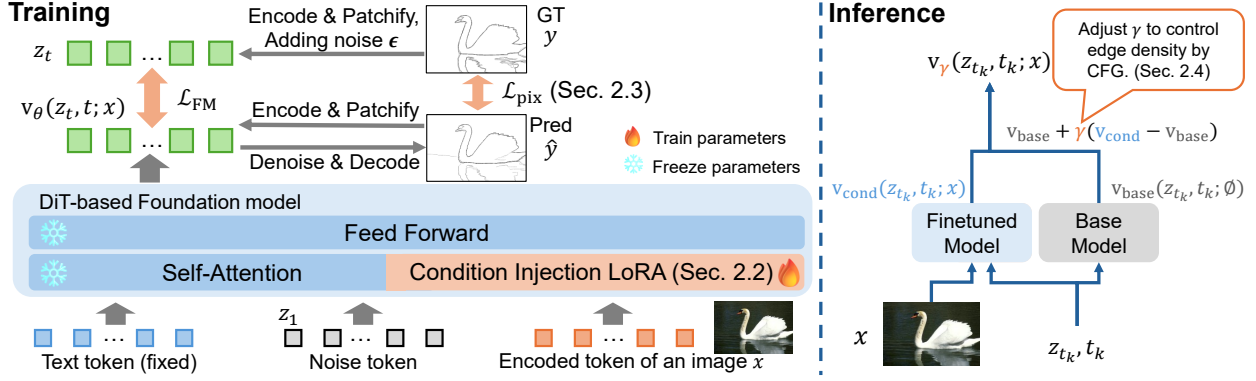 Training
Encode & Patchify,
Adding noise ϵ
GT
y
z_t
ℒ_FM
ℒ_pix (Sec. 2.3)
v_θ(z_t, t; x)
Encode & Patchify
Denoise & Decode
Pred
ŷ
Train parameters
Freeze parameters
DiT-based Foundation model
Feed Forward
Self-Attention
Condition Injection LoRA (Sec. 2.2)
...
...
z_1
...
...
...
Text token (fixed)
Noise token
Encoded token of an image x
Inference
Adjust γ to control
edge density by
CFG. (Sec. 2.4)
v_γ(z_{t_k}, t_k; x)
v_base + γ(v_cond − v_base)
v_cond(z_{t_k}, t_k; x)
v_base(z_{t_k}, t_k; ∅)
Finetuned
Model
Base
Model
x
z_{t_k}, t_k